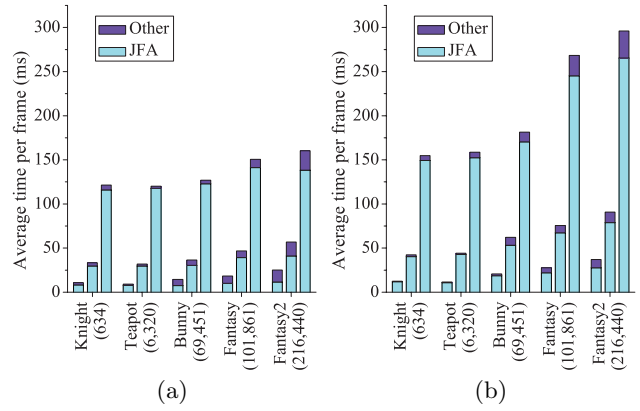 Average time per frame (ms)
300
250
200
150
100
50
0
Other
JFA
Knight
(634)
Teapot
(6,320)
Bunny
(69,451)
Fantasy
(101,861)
Fantasy2
(216,440)
(a)
Average time per frame (ms)
300
250
200
150
100
50
0
Other
JFA
Knight
(634)
Teapot
(6,320)
Bunny
(69,451)
Fantasy
(101,861)
Fantasy2
(216,440)
(b)